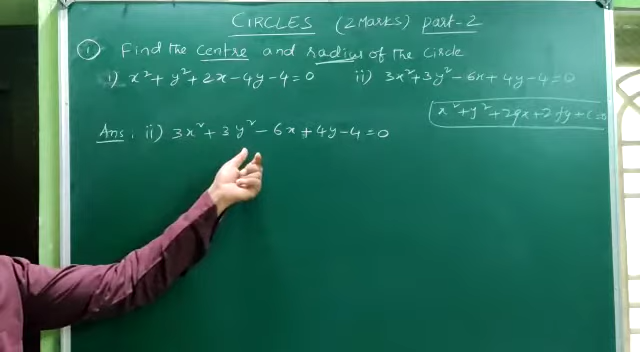 CIRCLES (2 Marks) part-2
① Find the centre and radius of the circle
i) x² + y² + 2x - 4y - 4 = 0 ii) 3x² + 3y² - 6x + 4y - 4 = 0
x² + y² + 2gx + 2fy + c = 0
Ans: ii) 3x² + 3y² - 6x + 4y - 4 = 0